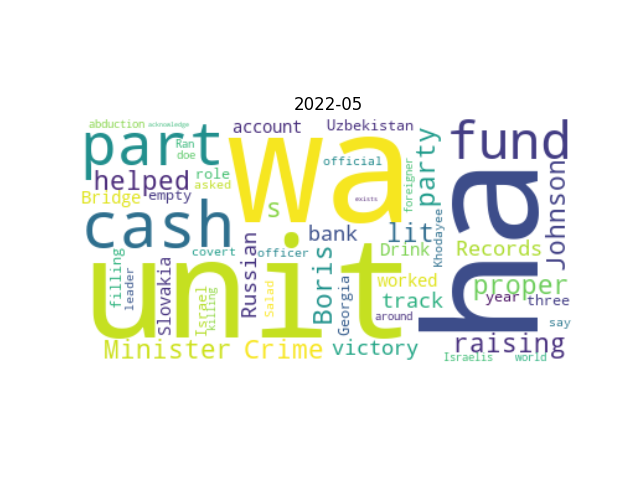 2022-05
abduction
acknowledge
account
Uzbekistan
part
wa
fund
Ran
doe
official
party
helped
role
asked
foreigner
Johnson
Bridge
empty
s
cash
bank
lit
ha
Khodayee
unit
covert
officer
Drink
Records
filling
leader
Slovakia
Israel
killing
Russian
Salad
Boris
Georgia
worked
proper
track
year
three
around
say
Minister
Crime
victory
raising
Israelis
world
exists